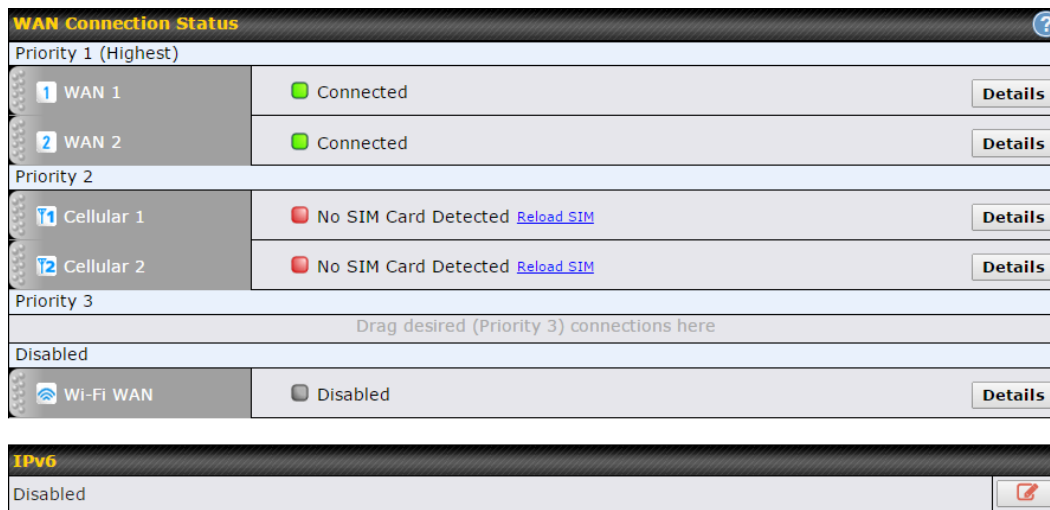 WAN Connection Status ?
Priority 1 (Highest)
1 WAN 1 Connected Details
2 WAN 2 Connected Details
Priority 2
1 Cellular 1 No SIM Card Detected Reload SIM Details
2 Cellular 2 No SIM Card Detected Reload SIM Details
Priority 3
Drag desired (Priority 3) connections here
Disabled
Wi-Fi WAN Disabled Details
IPv6
Disabled